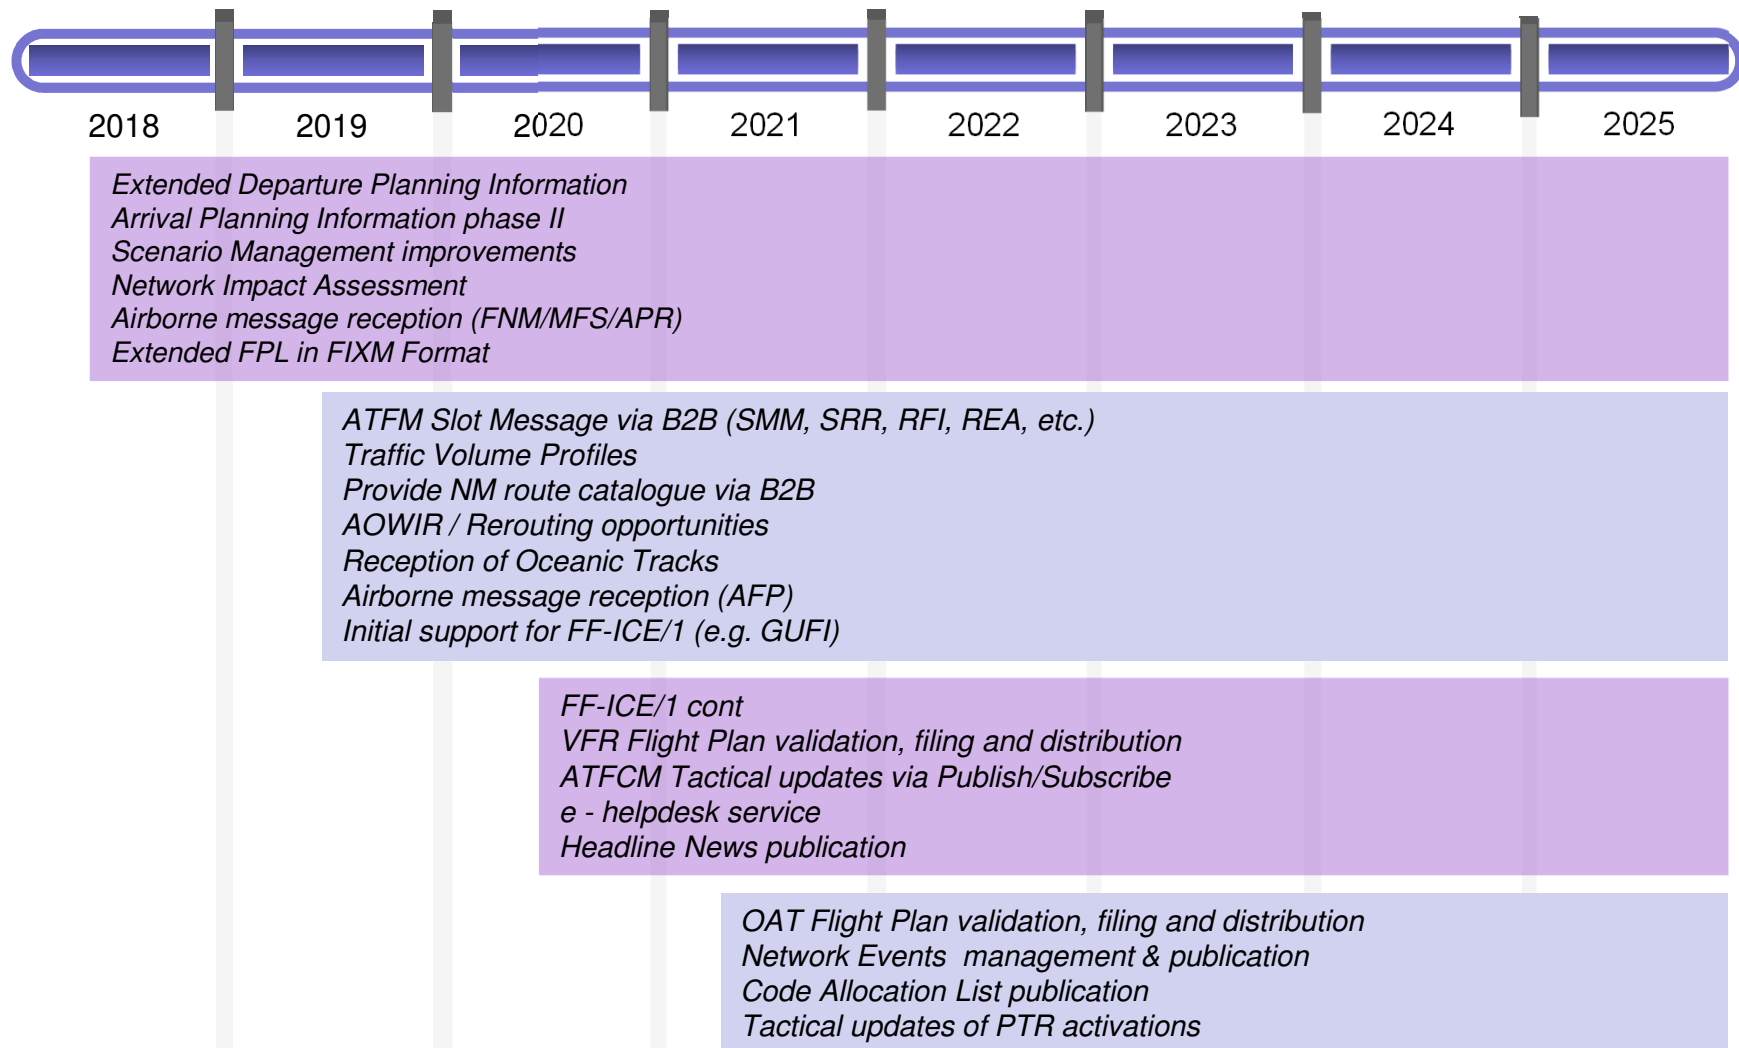 2018 2019 2020 2021 2022 2023 2024 2025
Extended Departure Planning Information
Arrival Planning Information phase II
Scenario Management improvements
Network Impact Assessment
Airborne message reception (FNM/MFS/APR)
Extended FPL in FIXM Format
ATFM Slot Message via B2B (SMM, SRR, RFI, REA, etc.)
Traffic Volume Profiles
Provide NM route catalogue via B2B
AOWIR / Rerouting opportunities
Reception of Oceanic Tracks
Airborne message reception (AFP)
Initial support for FF-ICE/1 (e.g. GUFI)
FF-ICE/1 cont
VFR Flight Plan validation, filing and distribution
ATFCM Tactical updates via Publish/Subscribe
e - helpdesk service
Headline News publication
OAT Flight Plan validation, filing and distribution
Network Events  management & publication
Code Allocation List publication
Tactical updates of PTR activations